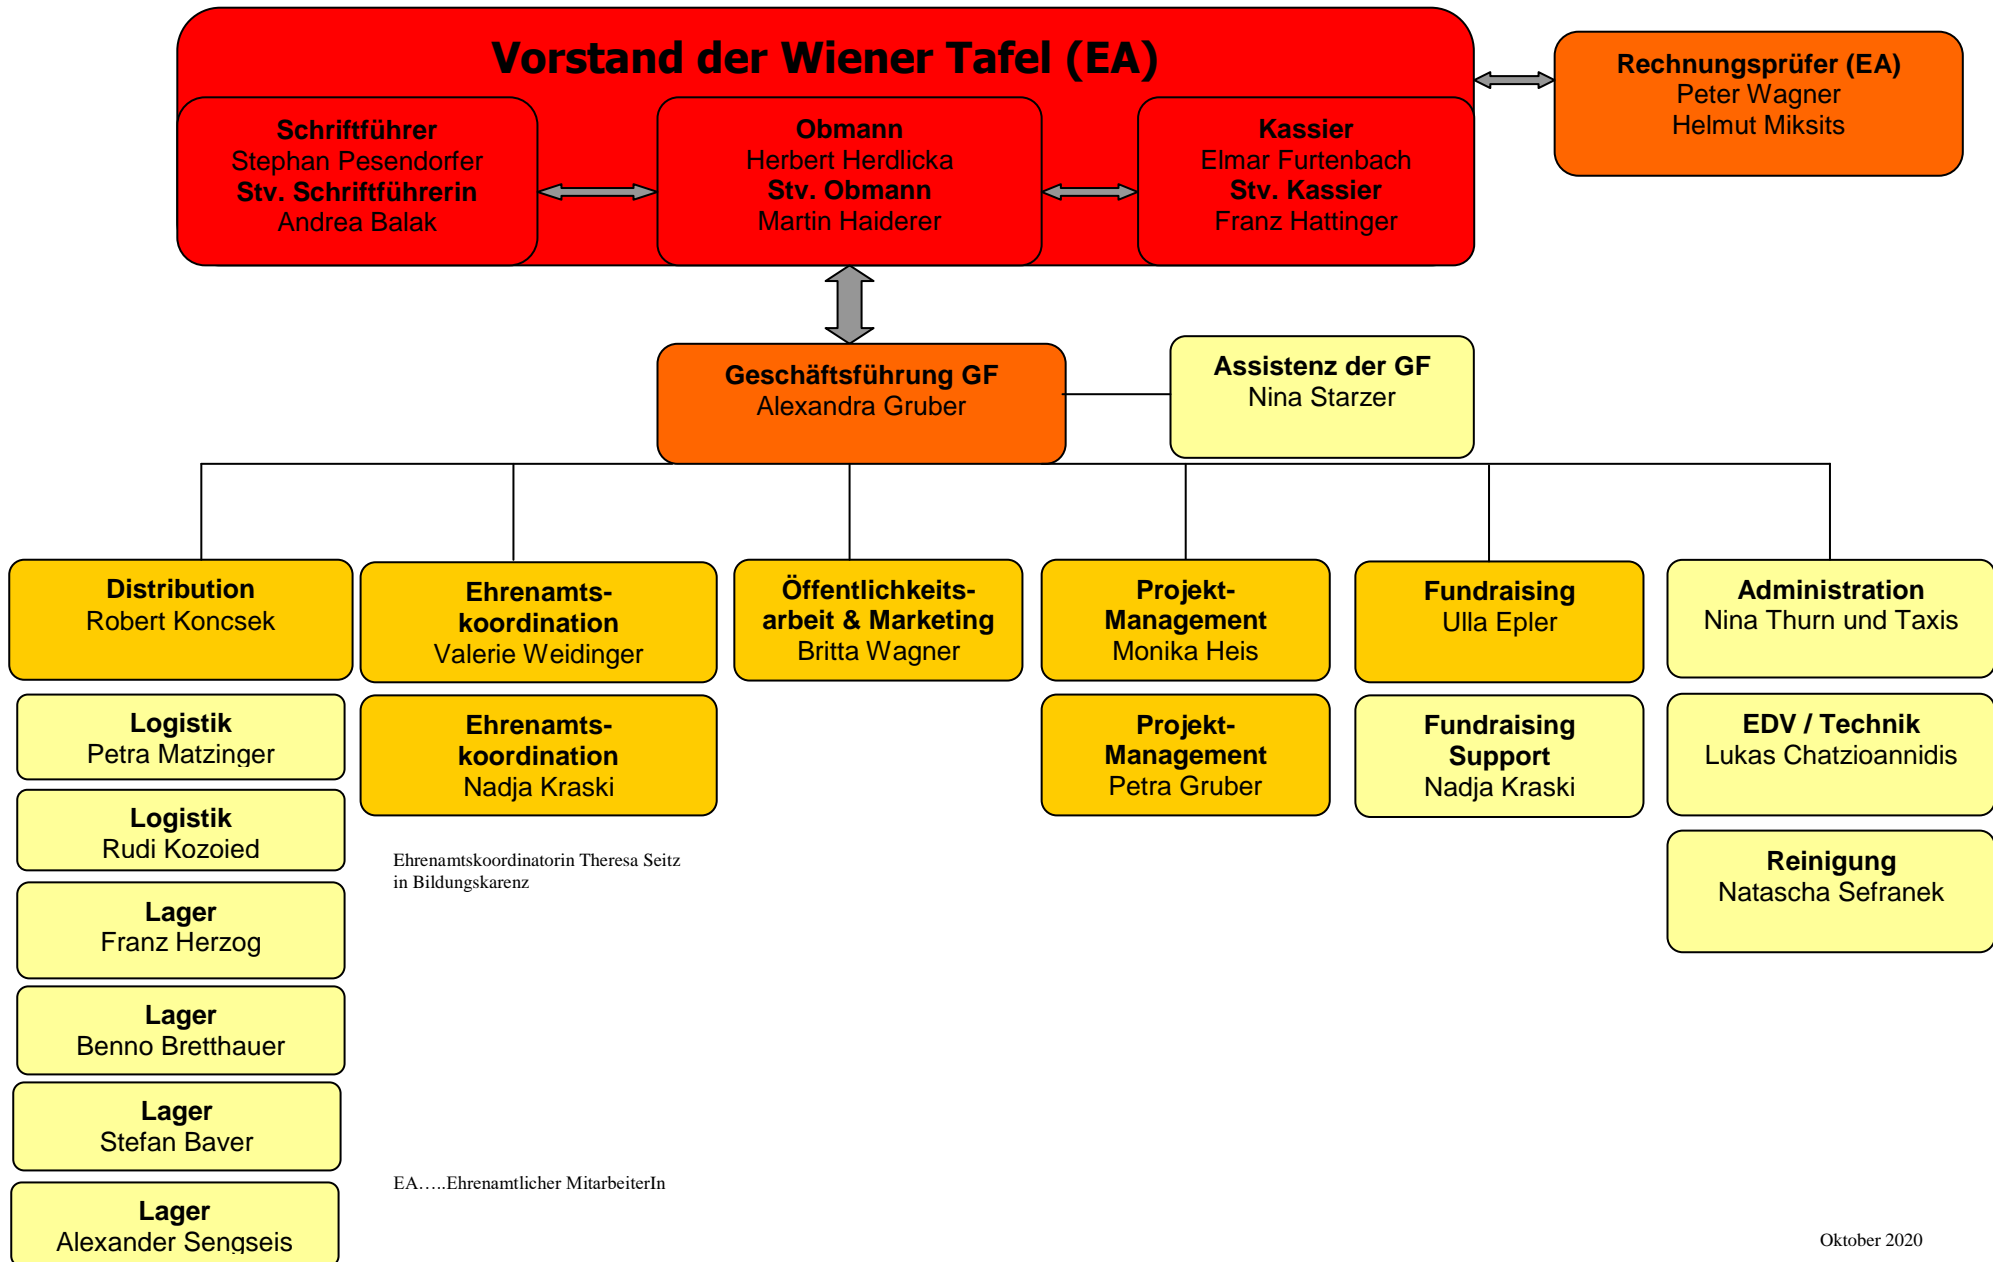 Vorstand der Wiener Tafel (EA)
Schriftführer
Stephan Pesendorfer
Stv. Schriftführerin
Andrea Balak
Obmann
Herbert Herdlicka
Stv. Obmann
Martin Haiderer
Kassier
Elmar Furtenbach
Stv. Kassier
Franz Hattinger
Rechnungsprüfer (EA)
Peter Wagner
Helmut Miksits
Geschäftsführung GF
Alexandra Gruber
Assistenz der GF
Nina Starzer
Distribution
Robert Koncsek
Logistik
Petra Matzinger
Logistik
Rudi Kozoied
Lager
Franz Herzog
Lager
Benno Bretthauer
Lager
Stefan Baver
Lager
Alexander Sengseis
Ehrenamts-
koordination
Valerie Weidinger
Ehrenamts-
koordination
Nadja Kraski
Ehrenamtskoordinatorin Theresa Seitz
in Bildungskarenz
EA…..Ehrenamtlicher MitarbeiterIn
Öffentlichkeits-
arbeit & Marketing
Britta Wagner
Projekt-
Management
Monika Heis
Projekt-
Management
Petra Gruber
Fundraising
Ulla Epler
Fundraising
Support
Nadja Kraski
Administration
Nina Thurn und Taxis
EDV / Technik
Lukas Chatzioannidis
Reinigung
Natascha Sefranek
Oktober 2020